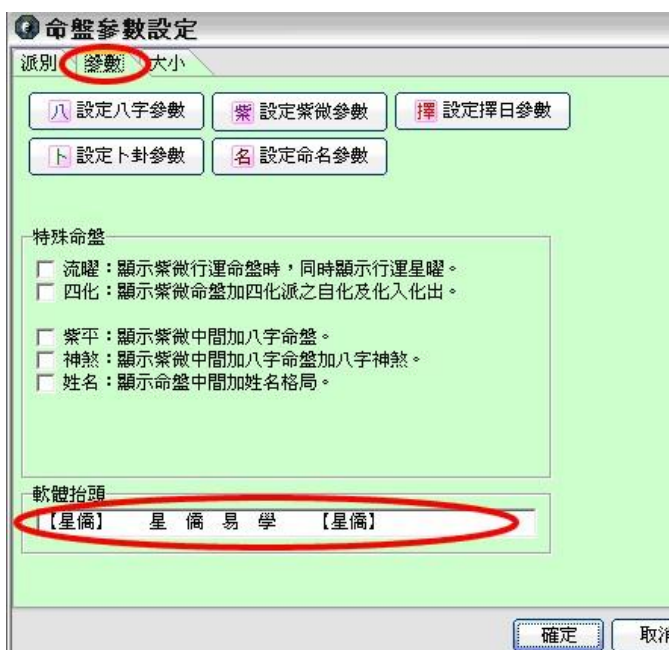 命盤參數設定
派別 參數 大小
八 設定八字參數 紫 設定紫微參數 擇 設定擇日參數
卜 設定卜卦參數 名 設定命名參數
特殊命盤
流曜：顯示紫微行運命盤時，同時顯示行運星曜。
四化：顯示紫微命盤加四化派之自化及化入化出。
紫平：顯示紫微中間加八字命盤。
神煞：顯示紫微中間加八字命盤加八字神煞。
姓名：顯示命盤中間加姓名格局。
軟體抬頭
【星僑】 星 僑 易 學 【星僑】
確定 取消